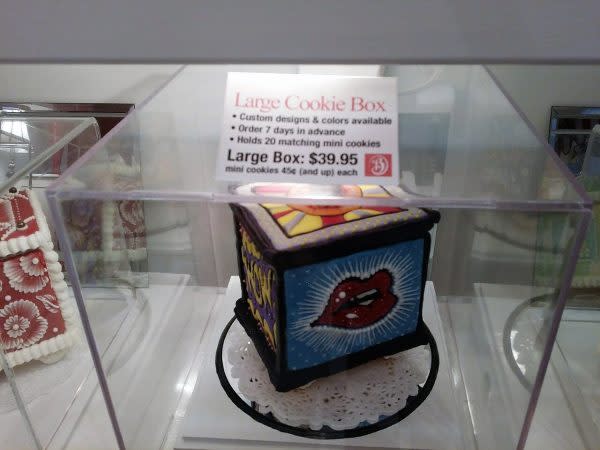 Large Cookie Box
• Custom designs & colors available
• Order 7 days in advance
• Holds 20 matching mini cookies
Large Box: $39.95
mini cookies 45¢ (and up) each